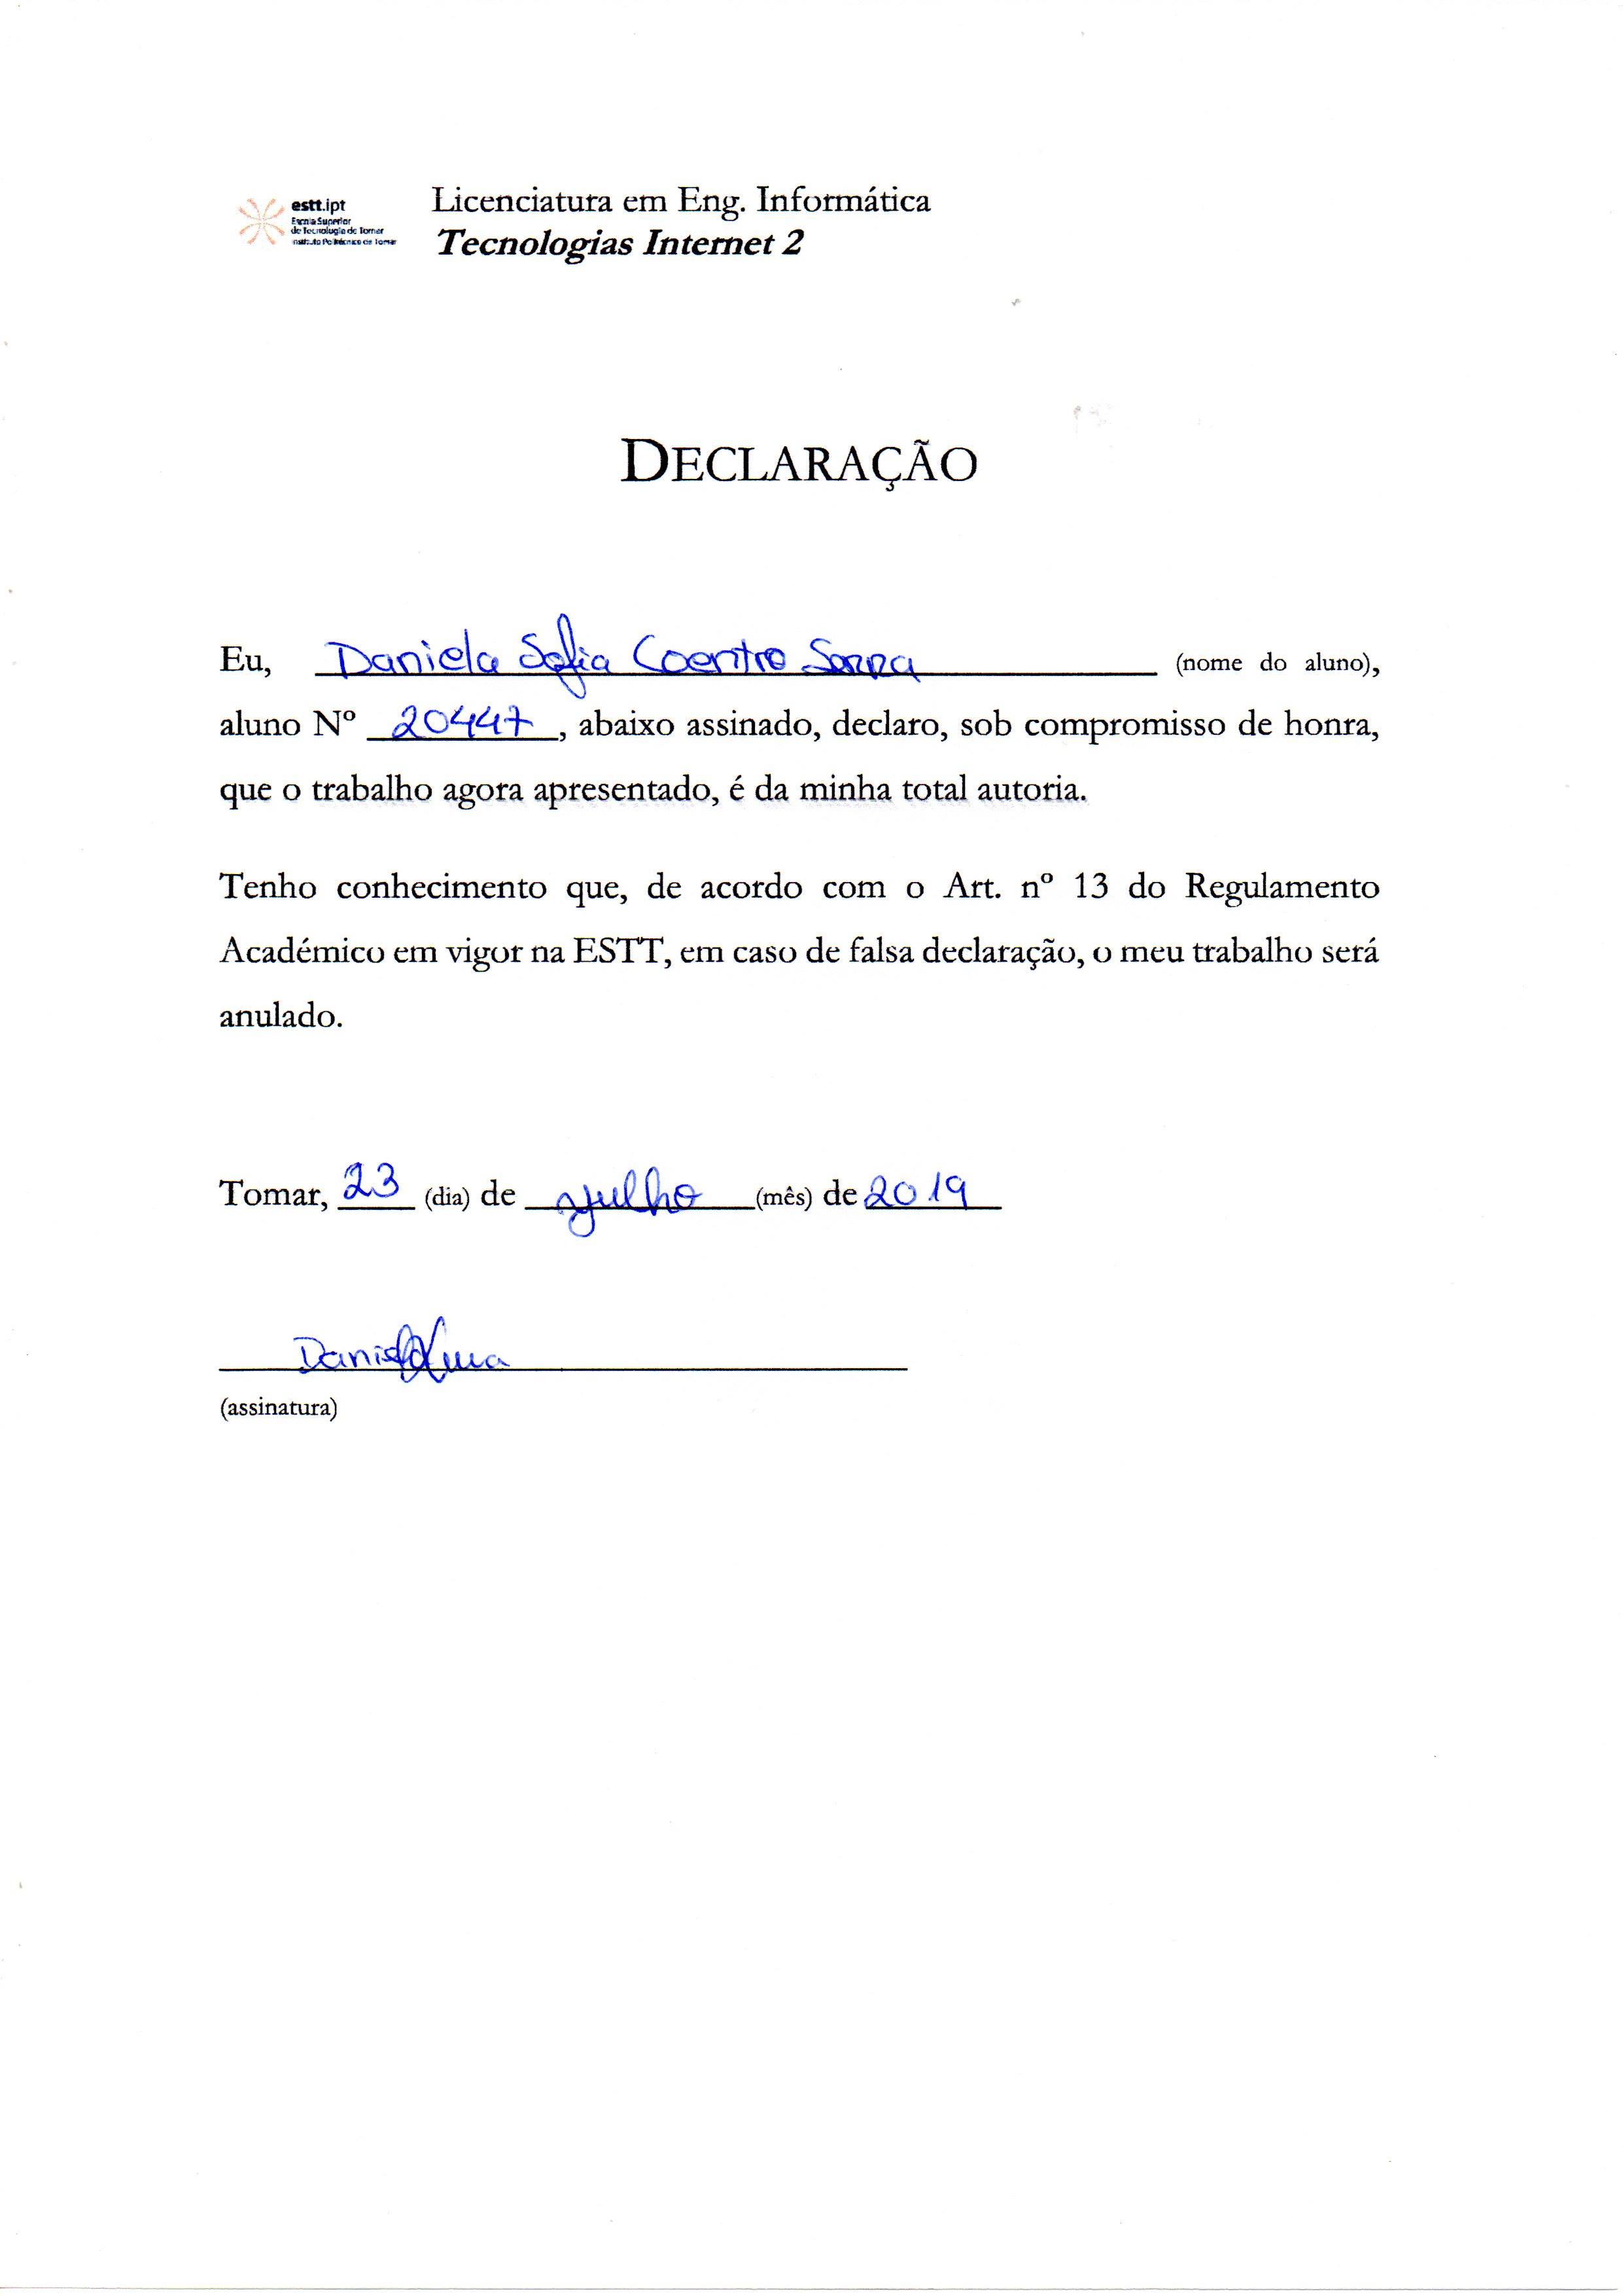 estt.ipt
Escola Superior
de Tecnologia de Tomar
Instituto Politécnico de Tomar
Licenciatura em Eng. Informática
Tecnologias Internet 2
DECLARAÇÃO
Eu, Daniela Sofia Coentro (nome do aluno),
aluno Nº 20447, abaixo assinado, declaro, sob compromisso de honra,
que o trabalho agora apresentado, é da minha total autoria.
Tenho conhecimento que, de acordo com o Art. nº 13 do Regulamento
Académico em vigor na ESTT, em caso de falsa declaração, o meu trabalho será
anulado.
Tomar, 23 (dia) de julho (mês) de 2019
(assinatura)